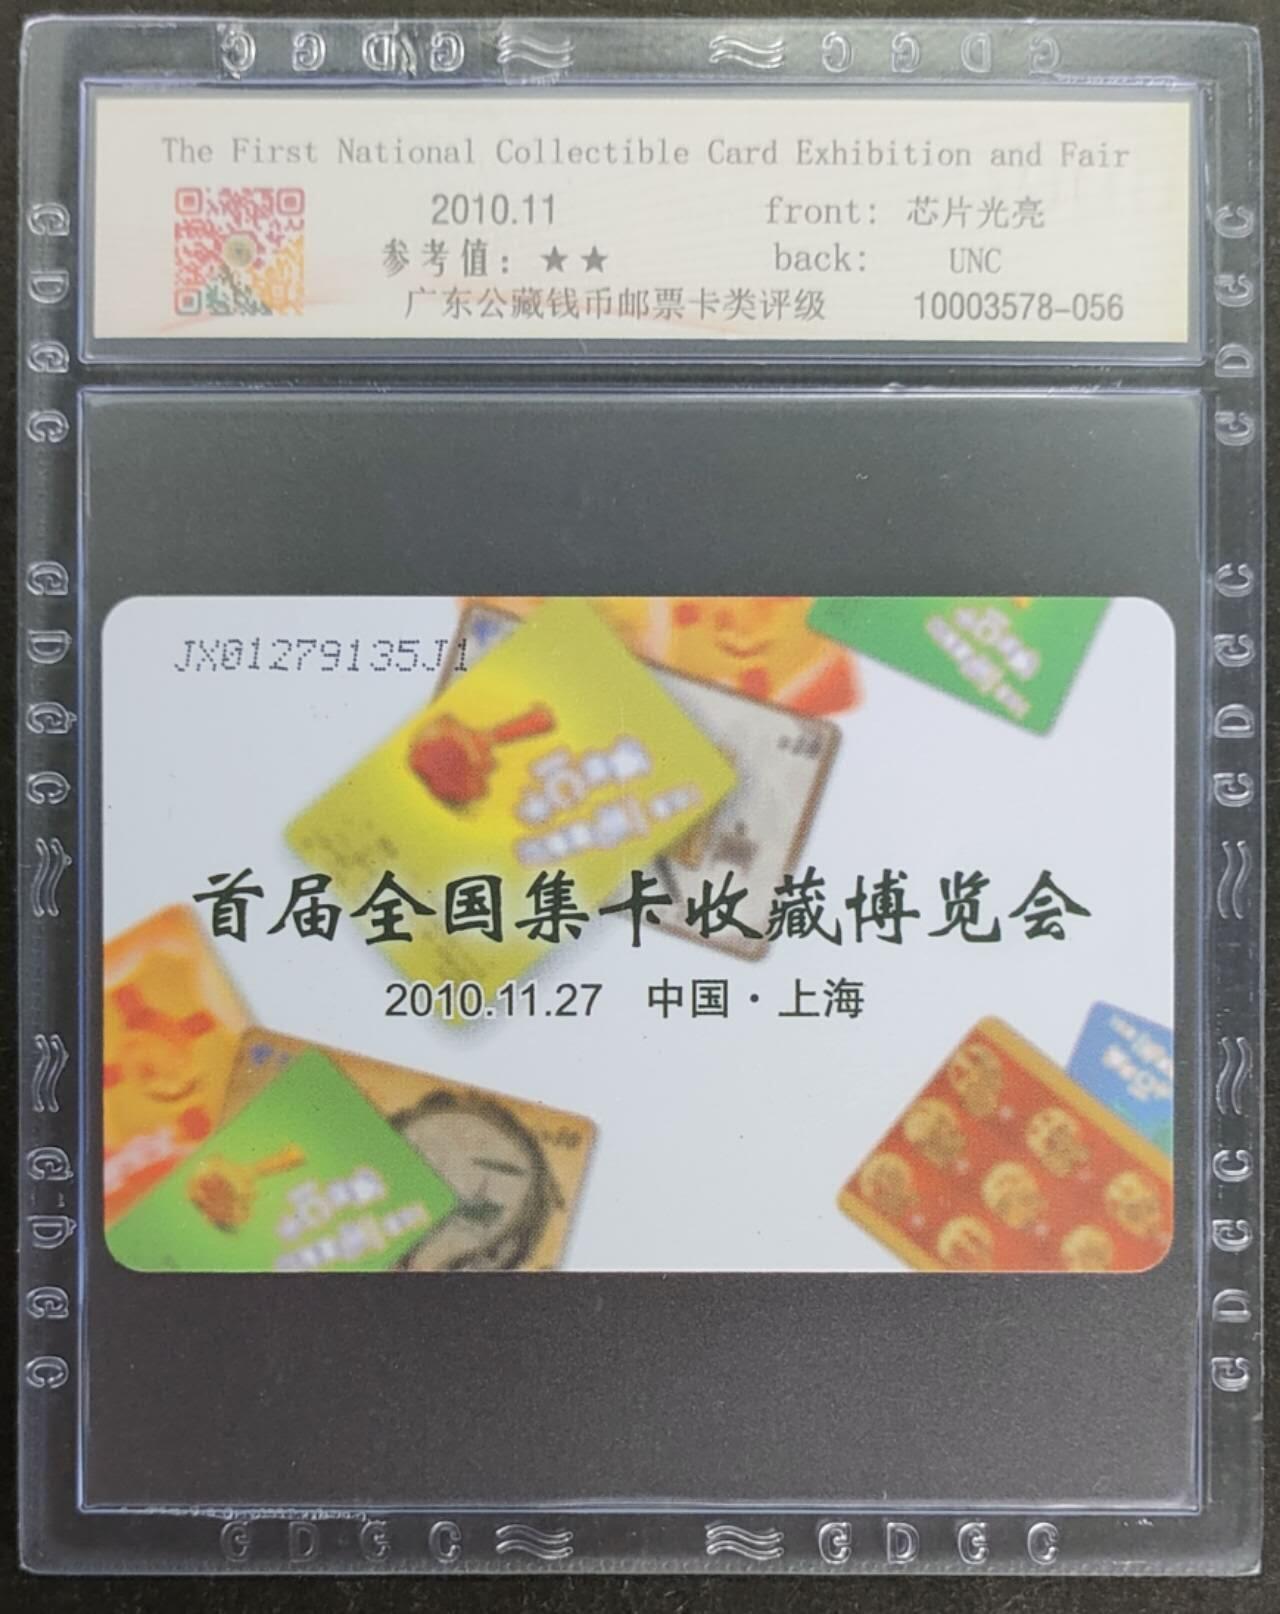 The First National Collectible Card Exhibition and Fair
2010.11
front: 芯片光亮
参考值：★★
back: UNC
广东公藏钱币邮票卡类评级
10003578-056
JX01279135J1
首届全国集卡收藏博览会
2010.11.27 中国·上海